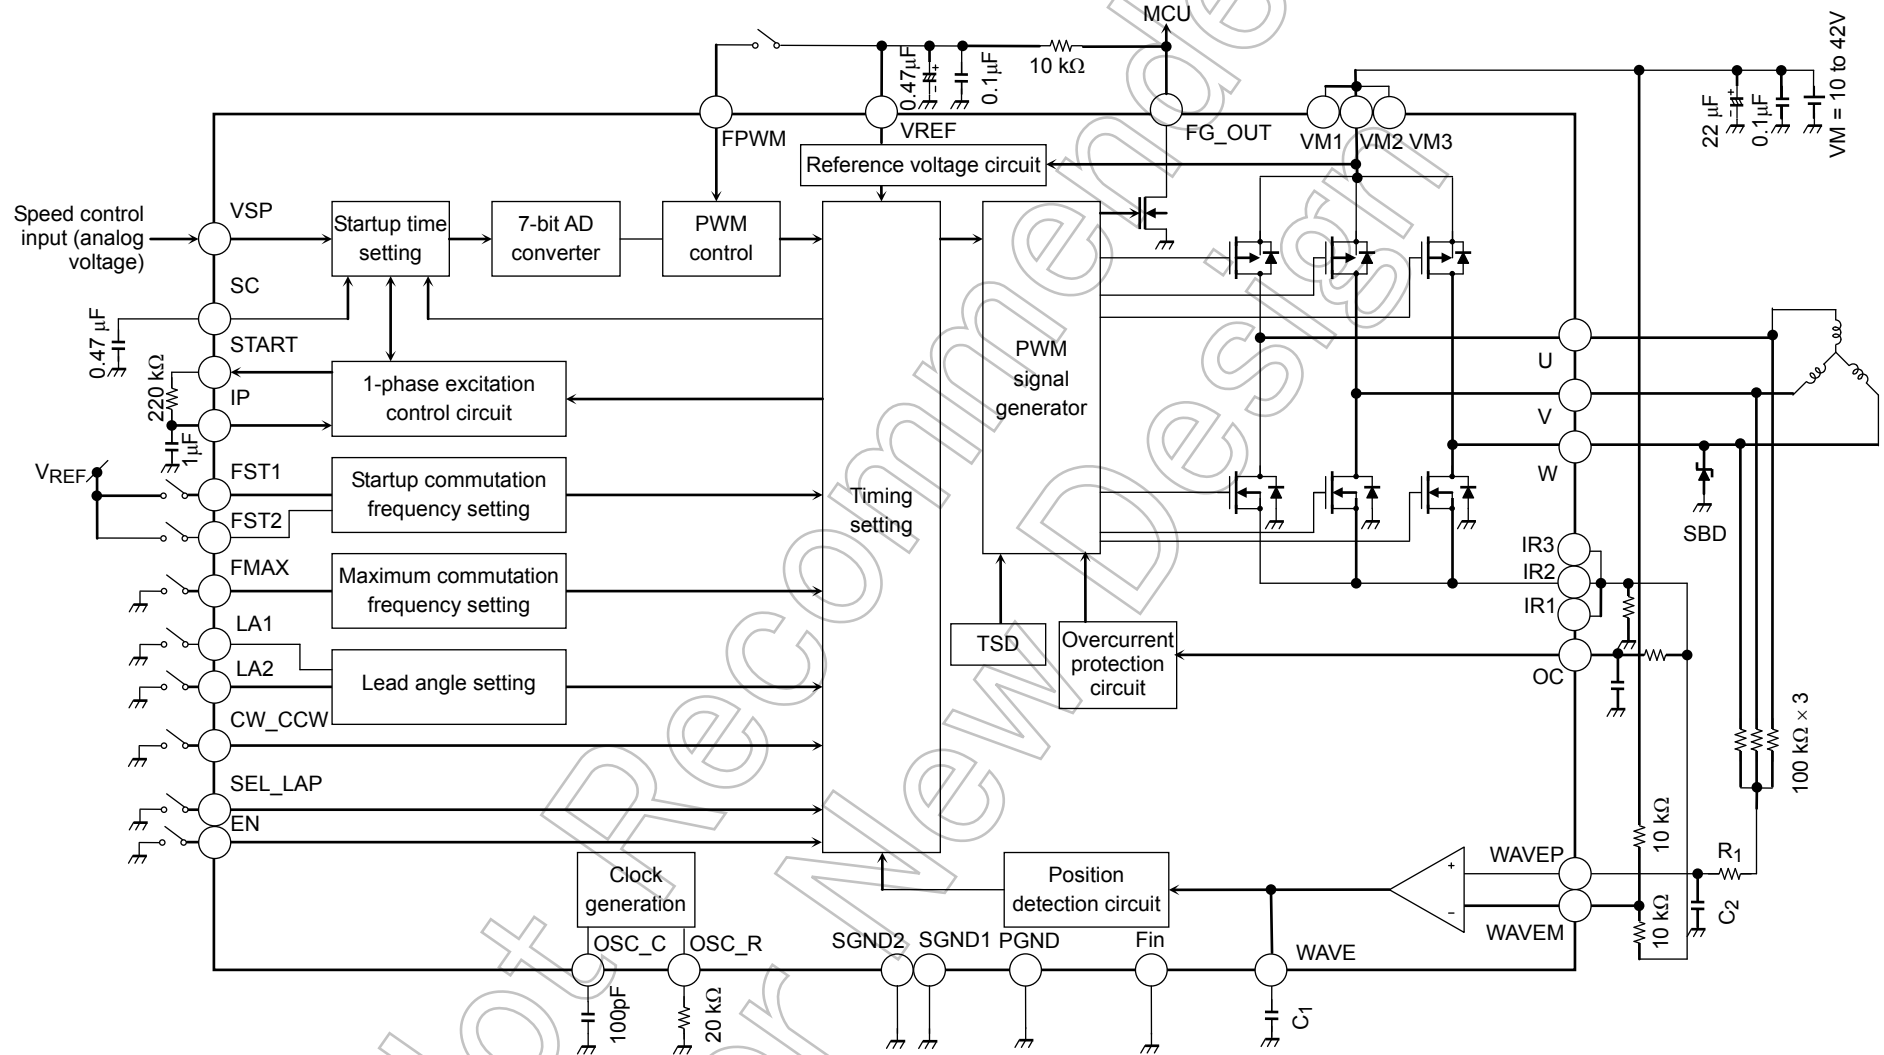 MCU
0.47µF
0.1µF
10 kΩ
22 µF
0.1µF
VM = 10 to 42V
FPWM
VREF
FG_OUT
VM1
VM2
VM3
Reference voltage circuit
Speed control
input (analog
voltage)
VSP
Startup time
setting
7-bit AD
converter
PWM
control
SC
0.47 µF
START
220 kΩ
IP
1µF
1-phase excitation
control circuit
PWM
signal
generator
U
V
W
SBD
VREF
FST1
FST2
Startup commutation
frequency setting
Timing
setting
FMAX
Maximum commutation
frequency setting
IR3
IR2
IR1
LA1
LA2
Lead angle setting
TSD
Overcurrent
protection
circuit
OC
CW_CCW
SEL_LAP
EN
100 kΩ × 3
10 kΩ
10 kΩ
R1
C2
WAVEP
WAVEM
+
−
Clock
generation
Position
detection circuit
OSC_C
OSC_R
SGND2
SGND1
PGND
Fin
WAVE
100pF
20 kΩ
C1
Not Recommende
or New Design